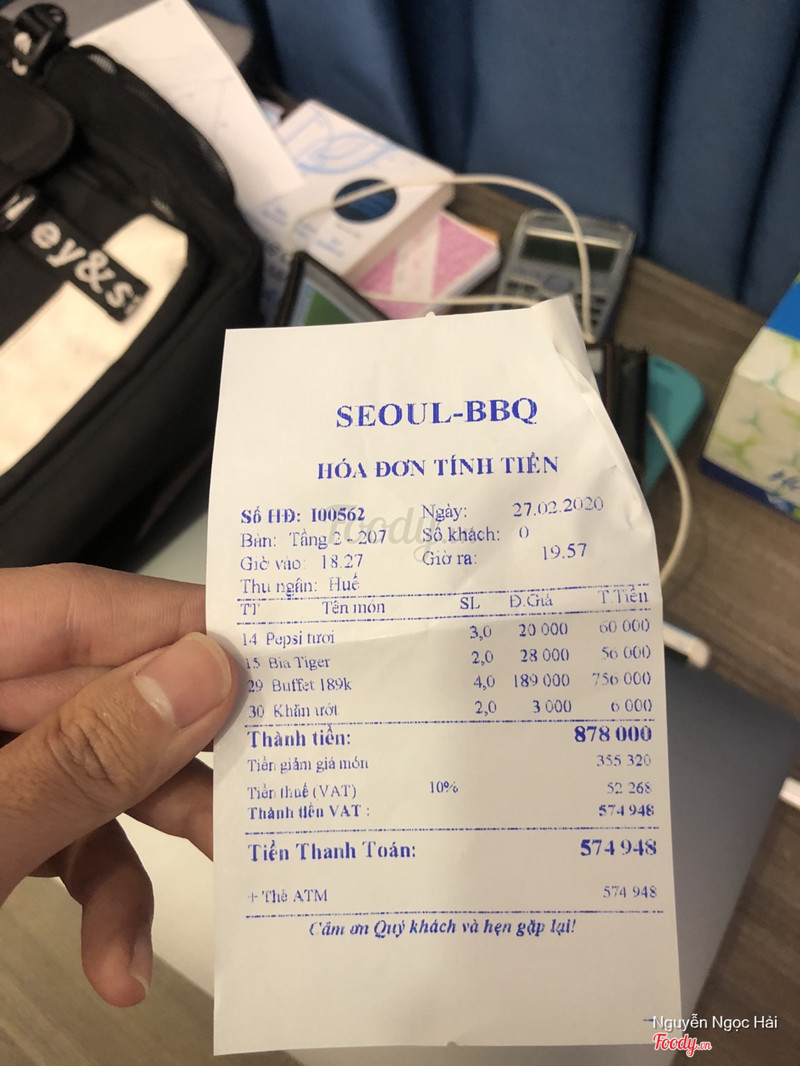 ey&s
SEOUL-BBQ
HÓA ĐƠN TÍNH TIỀN
Số HĐ: I00562 Ngày: 27.02.2020
Bàn: Tầng 2 - 207 Số khách: 0
Giờ vào: 18.27 Giờ ra: 19.57
Thu ngân: Huế
TT Tên món SL Đ.Giá T.Tiền
14 Pepsi tươi 3,0 20 000 60 000
15 Bia Tiger 2,0 28 000 56 000
29 Buffet 189k 4,0 189 000 756 000
30 Khăn ướt 2,0 3 000 6 000
Thành tiền: 878 000
Tiền giảm giá món 355 320
Tiền thuế (VAT) 10% 52 268
Thành tiền VAT : 574 948
Tiền Thanh Toán: 574 948
+ Thẻ ATM 574 948
Cảm ơn Quý khách và hẹn gặp lại!
Foody
Nguyễn Ngọc Hải
Foody.vn